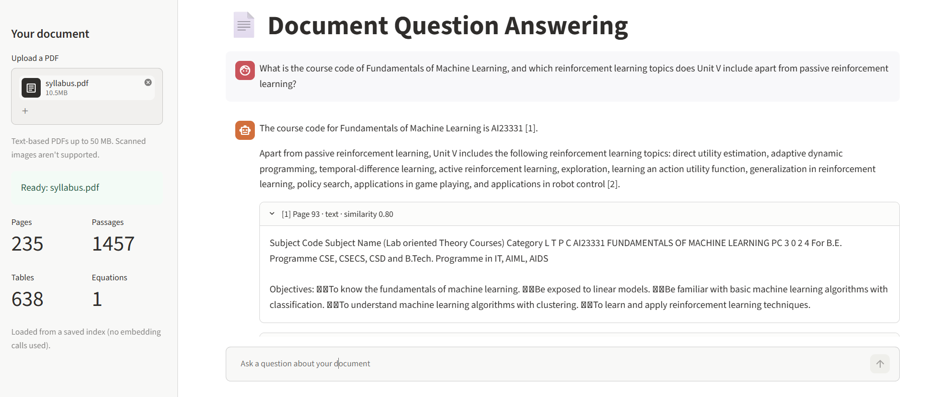 Your document
Upload a PDF
syllabus.pdf
10.5MB
+
Text-based PDFs up to 50 MB. Scanned
images aren't supported.
Ready: syllabus.pdf
Pages
Passages
235
1457
Tables
Equations
638
1
Loaded from a saved index (no embedding
calls used).
Document Question Answering
What is the course code of Fundamentals of Machine Learning, and which reinforcement learning topics does Unit V include apart from passive reinforcement
learning?
The course code for Fundamentals of Machine Learning is AI23331 [1].
Apart from passive reinforcement learning, Unit V includes the following reinforcement learning topics: direct utility estimation, adaptive dynamic
programming, temporal-difference learning, active reinforcement learning, exploration, learning an action utility function, generalization in reinforcement
learning, policy search, applications in game playing, and applications in robot control [2].
[1] Page 93 · text · similarity 0.80
Subject Code Subject Name (Lab oriented Theory Courses) Category L T P C AI23331 FUNDAMENTALS OF MACHINE LEARNING PC 3 0 2 4 For B.E.
Programme CSE, CSECS, CSD and B.Tech. Programme in IT, AIML, AIDS
Objectives: To know the fundamentals of machine learning. Be exposed to linear models. Be familiar with basic machine learning algorithms with
classification. To understand machine learning algorithms with clustering. To learn and apply reinforcement learning techniques.
Ask a question about your document